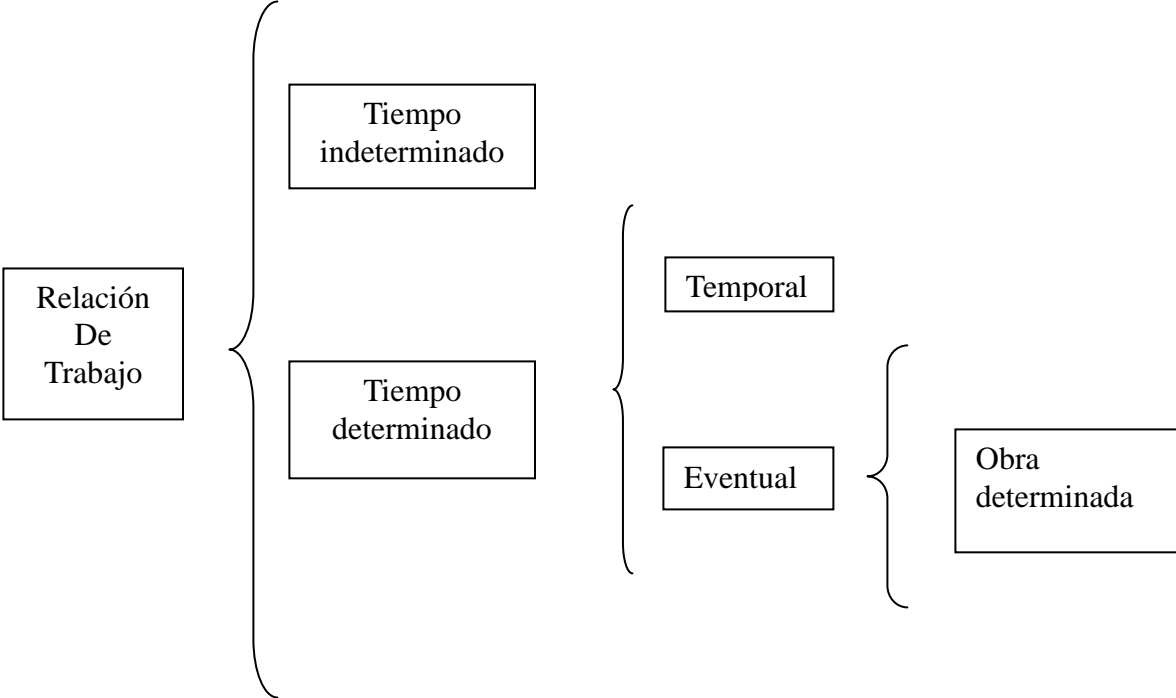 Relación
De
Trabajo
Tiempo
indeterminado
Tiempo
determinado
Temporal
Eventual
Obra
determinada